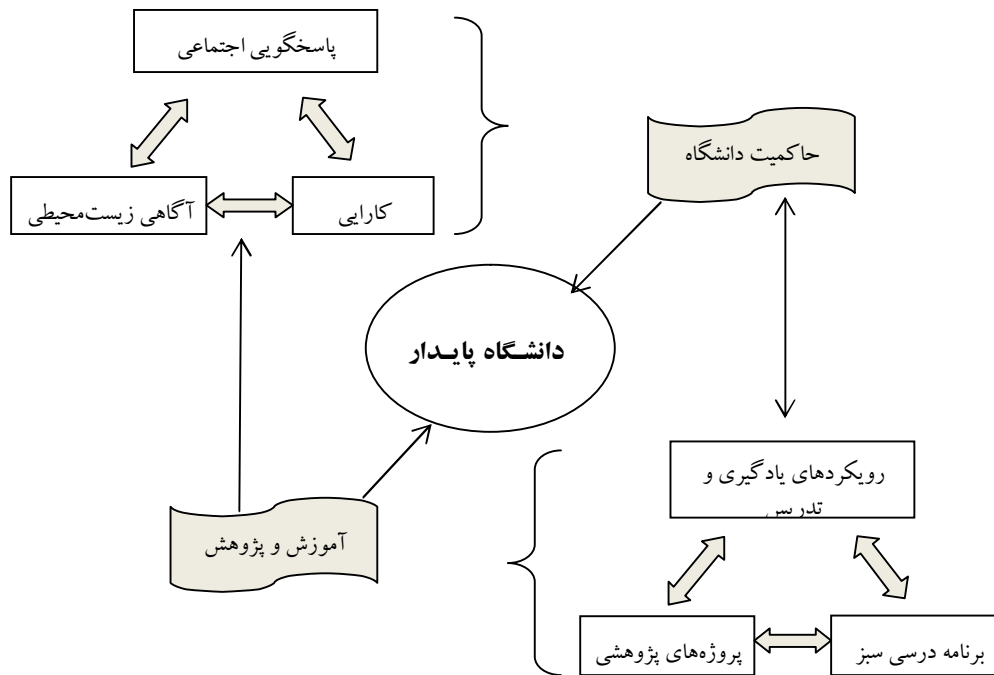 پاسخگویی اجتماعی
حاکمیت دانشگاه
آگاهی زیست‌محیطی
کارایی
دانشگاه پایدار
رویکردهای یادگیری و
تدریس
آموزش و پژوهش
پروژه‌های پژوهشی
برنامه درسی سبز